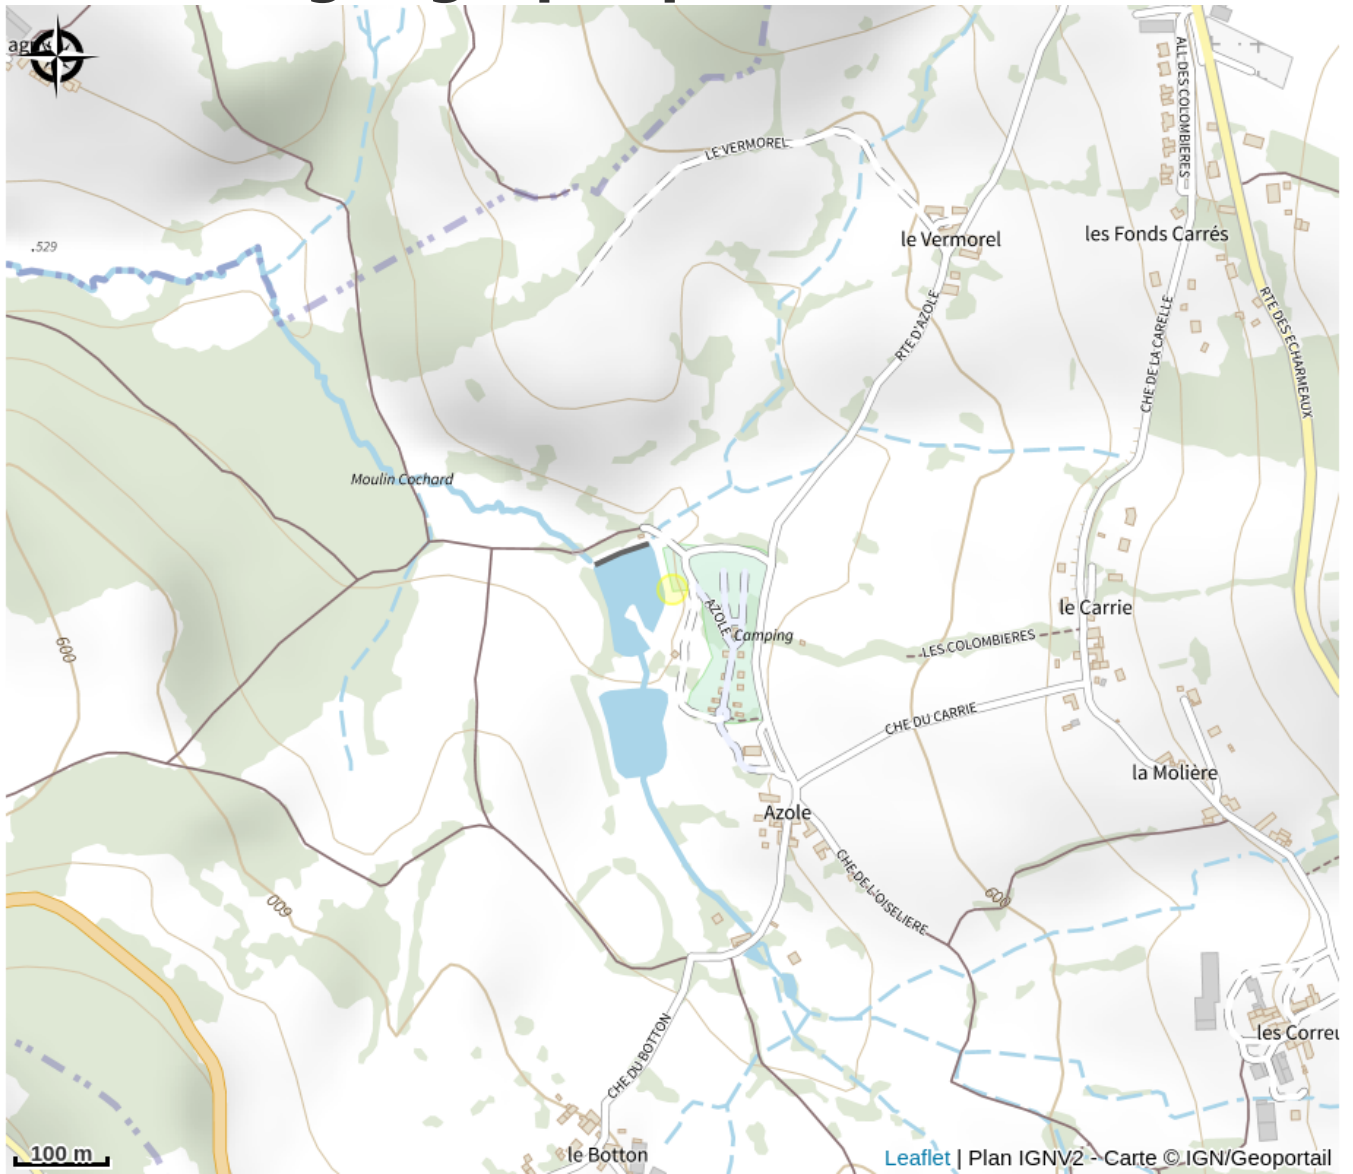 ALL DES COLOMBIERES
LE VERMOREL
.529
le Vermorel
les Fonds Carrés
RTE D'AZOLE
CHE DE LA CARELLE
RTE DES ECHARMEAUX
Moulin Cochard
AZOLE
Camping
le Carrie
LES COLOMBIERES
600
CHE DU CARRIE
la Molière
Azole
CHE DE L'OISELIERE
600
600
les Correu
CHE DU BOTTON
le Botton
100 m
Leaflet | Plan IGNV2 - Carte © IGN/Geoportail